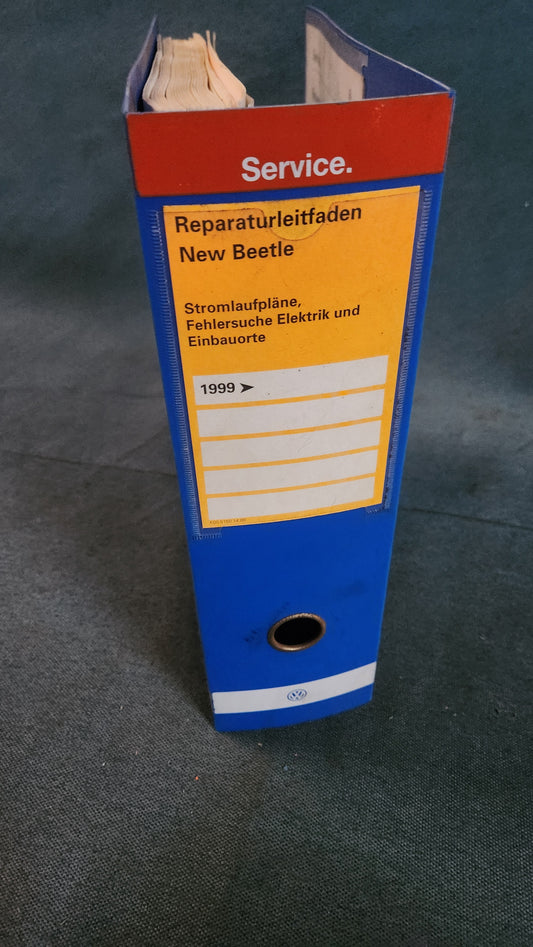 Service.
Reparaturleitfaden
New Beetle
Stromlaufpläne,
Fehlersuche Elektrik und
Einbauorte
1999 ➤